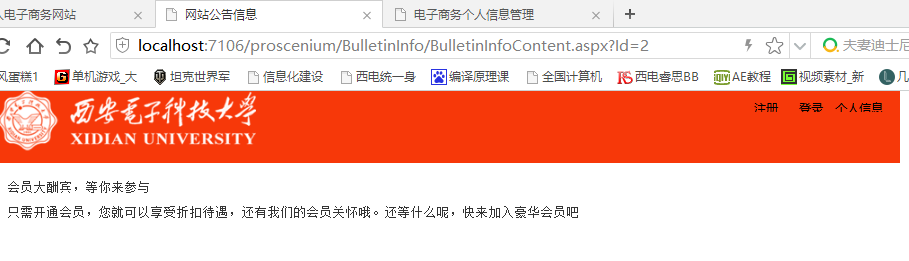 人电子商务网站 × 网站公告信息 × 电子商务个人信息管理 × +
localhost:7106/proscenium/BulletinInfo/BulletinInfoContent.aspx?Id=2 夫妻迪士尼
风蛋糕1 单机游戏_大 坦克世界军 信息化建设 西电统一身 编译原理课 全国计算机 西电睿思BB AE教程 视频素材_新 几
西安电子科技大学
XIDIAN UNIVERSITY
注册 登录 个人信息
会员大酬宾，等你来参与
只需开通会员，您就可以享受折扣待遇，还有我们的会员关怀哦。还等什么呢，快来加入豪华会员吧